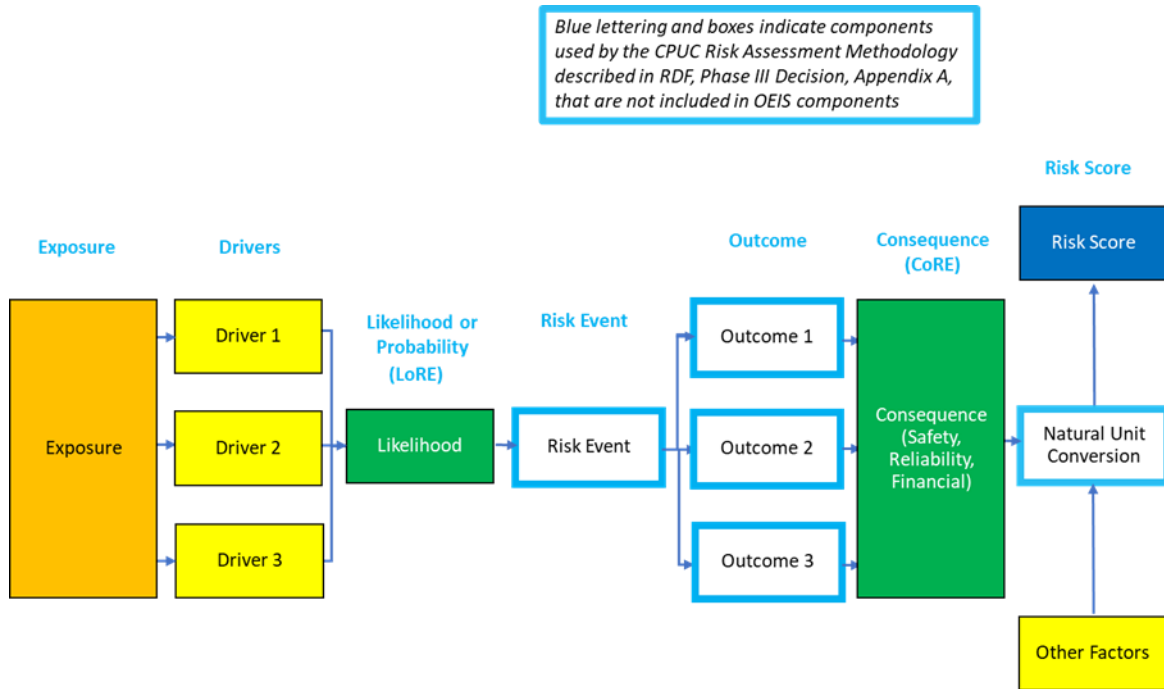 Blue lettering and boxes indicate components
used by the CPUC Risk Assessment Methodology
described in RDF, Phase III Decision, Appendix A,
that are not included in OEIS components
Risk Score
Risk Score
Exposure
Drivers
Outcome
Consequence
(CoRE)
Likelihood or
Probability
(LoRE)
Risk Event
Exposure
Driver 1
Driver 2
Driver 3
Likelihood
Risk Event
Outcome 1
Outcome 2
Outcome 3
Consequence
(Safety,
Reliability,
Financial)
Natural Unit
Conversion
Other Factors